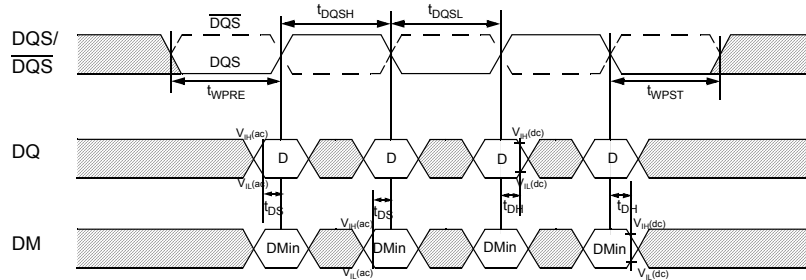 DQS/
DQS
DQS
DQS
tDQSH
tDQSL
tWPRE
tWPST
DQ
VIH(ac)
VIL(ac)
D
D
D
D
VIH(dc)
VIL(dc)
tDS
tDS
tDH
tDH
DM
VIH(ac)
VIL(ac)
DMin
DMin
DMin
DMin
VIH(dc)
VIL(dc)